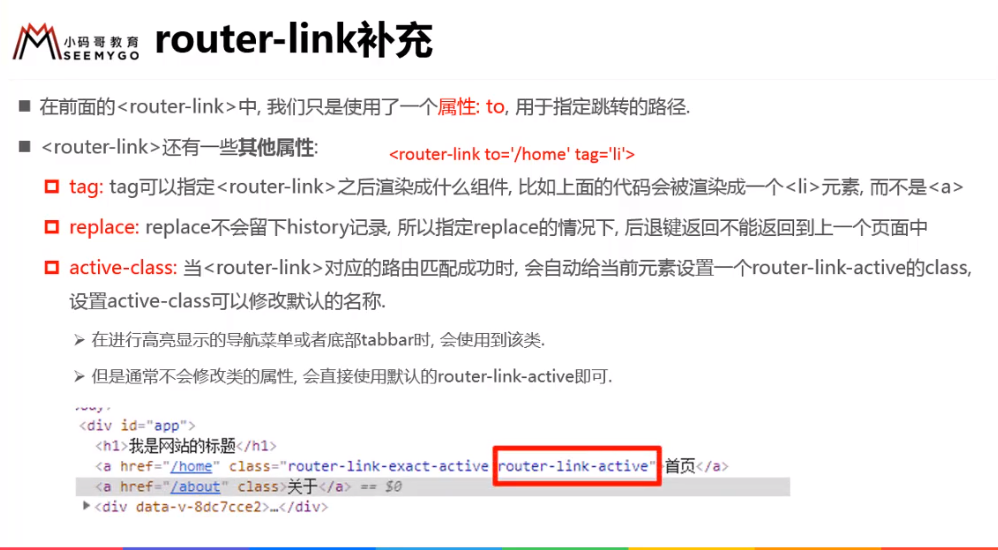 小码哥教育
SEEMYGO
router-link补充
在前面的<router-link>中, 我们只是使用了一个属性: to, 用于指定跳转的路径.
<router-link>还有一些其他属性:
<router-link to='/home' tag='li'>
tag: tag可以指定<router-link>之后渲染成什么组件, 比如上面的代码会被渲染成一个<li>元素, 而不是<a>
replace: replace不会留下history记录, 所以指定replace的情况下, 后退键返回不能返回到上一个页面中
active-class: 当<router-link>对应的路由匹配成功时, 会自动给当前元素设置一个router-link-active的class,
设置active-class可以修改默认的名称.
在进行高亮显示的导航菜单或者底部tabbar时, 会使用到该类.
但是通常不会修改类的属性, 会直接使用默认的router-link-active即可.
<div id="app">
<h1>我是网站的标题</h1>
<a href="/home" class="router-link-exact-active router-link-active">首页</a>
<a href="/about" class>关于</a> == $0
<div data-v-8dc7cce2>…</div>